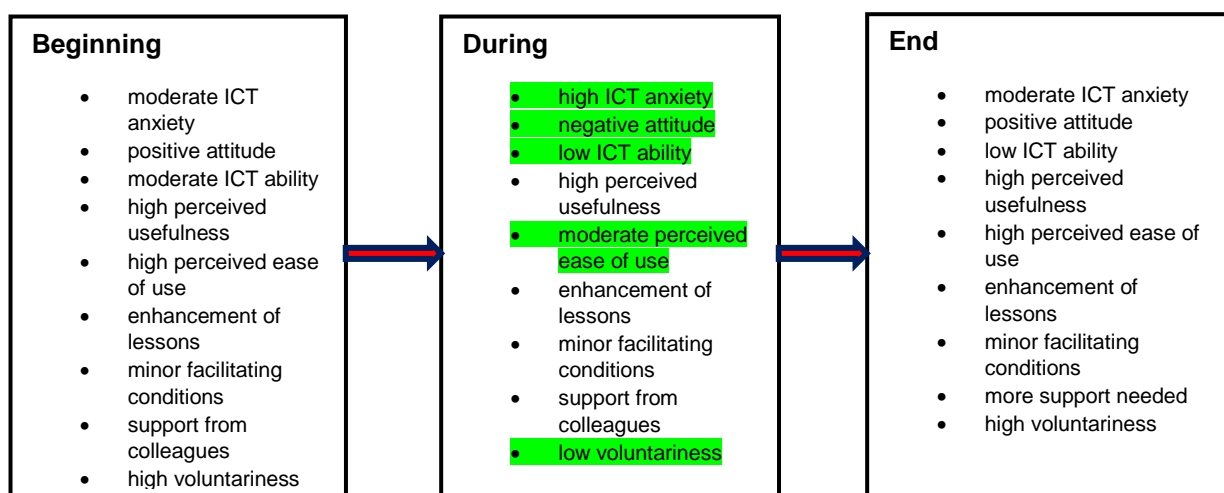 Beginning
• moderate ICT
anxiety
• positive attitude
• moderate ICT ability
• high perceived
usefulness
• high perceived ease
of use
• enhancement of
lessons
• minor facilitating
conditions
• support from
colleagues
• high voluntariness
During
• high ICT anxiety
• negative attitude
• low ICT ability
• high perceived
usefulness
• moderate perceived
ease of use
• enhancement of
lessons
• minor facilitating
conditions
• support from
colleagues
• low voluntariness
End
• moderate ICT anxiety
• positive attitude
• low ICT ability
• high perceived
usefulness
• high perceived ease of
use
• enhancement of
lessons
• minor facilitating
conditions
• more support needed
• high voluntariness